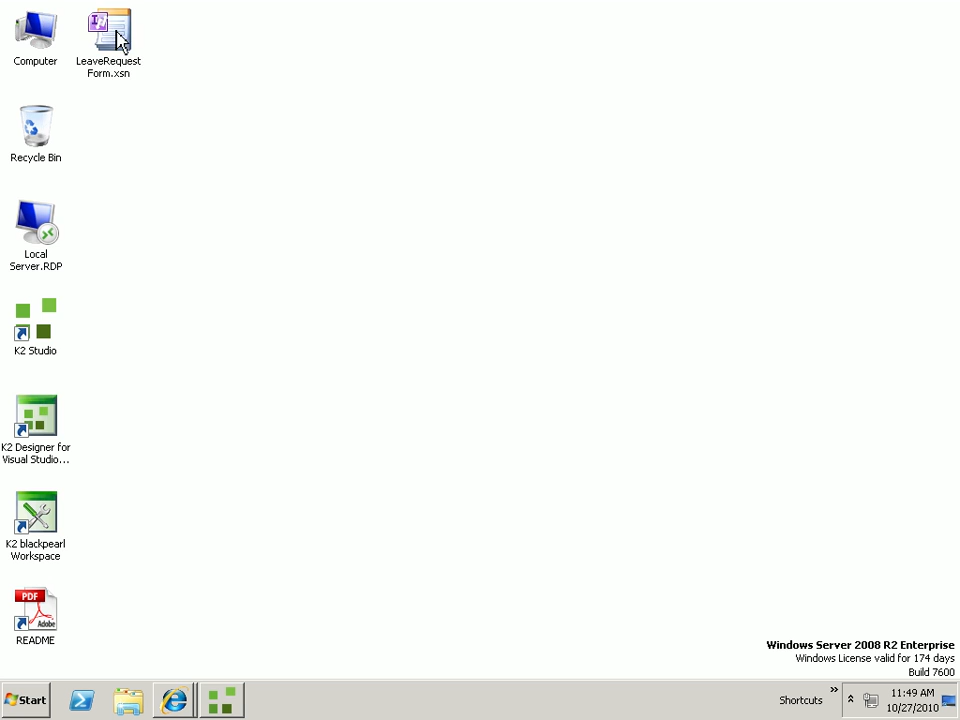 Computer
LeaveRequest
Form.xsn
Recycle Bin
Local
Server.RDP
K2 Studio
K2 Designer for
Visual Studio...
K2 blackpearl
Workspace
PDF
Adobe
README
Windows Server 2008 R2 Enterprise
Windows License valid for 174 days
Build 7600
Start
Shortcuts
11:49 AM
10/27/2010